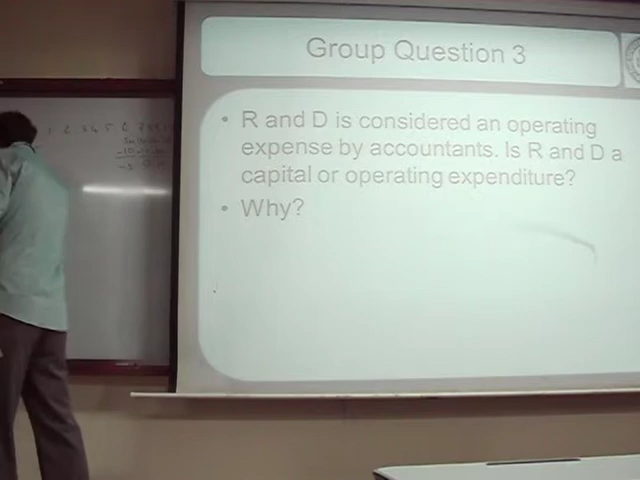 Group Question 3
• R and D is considered an operating
expense by accountants. Is R and D a
capital or operating expenditure?
• Why?